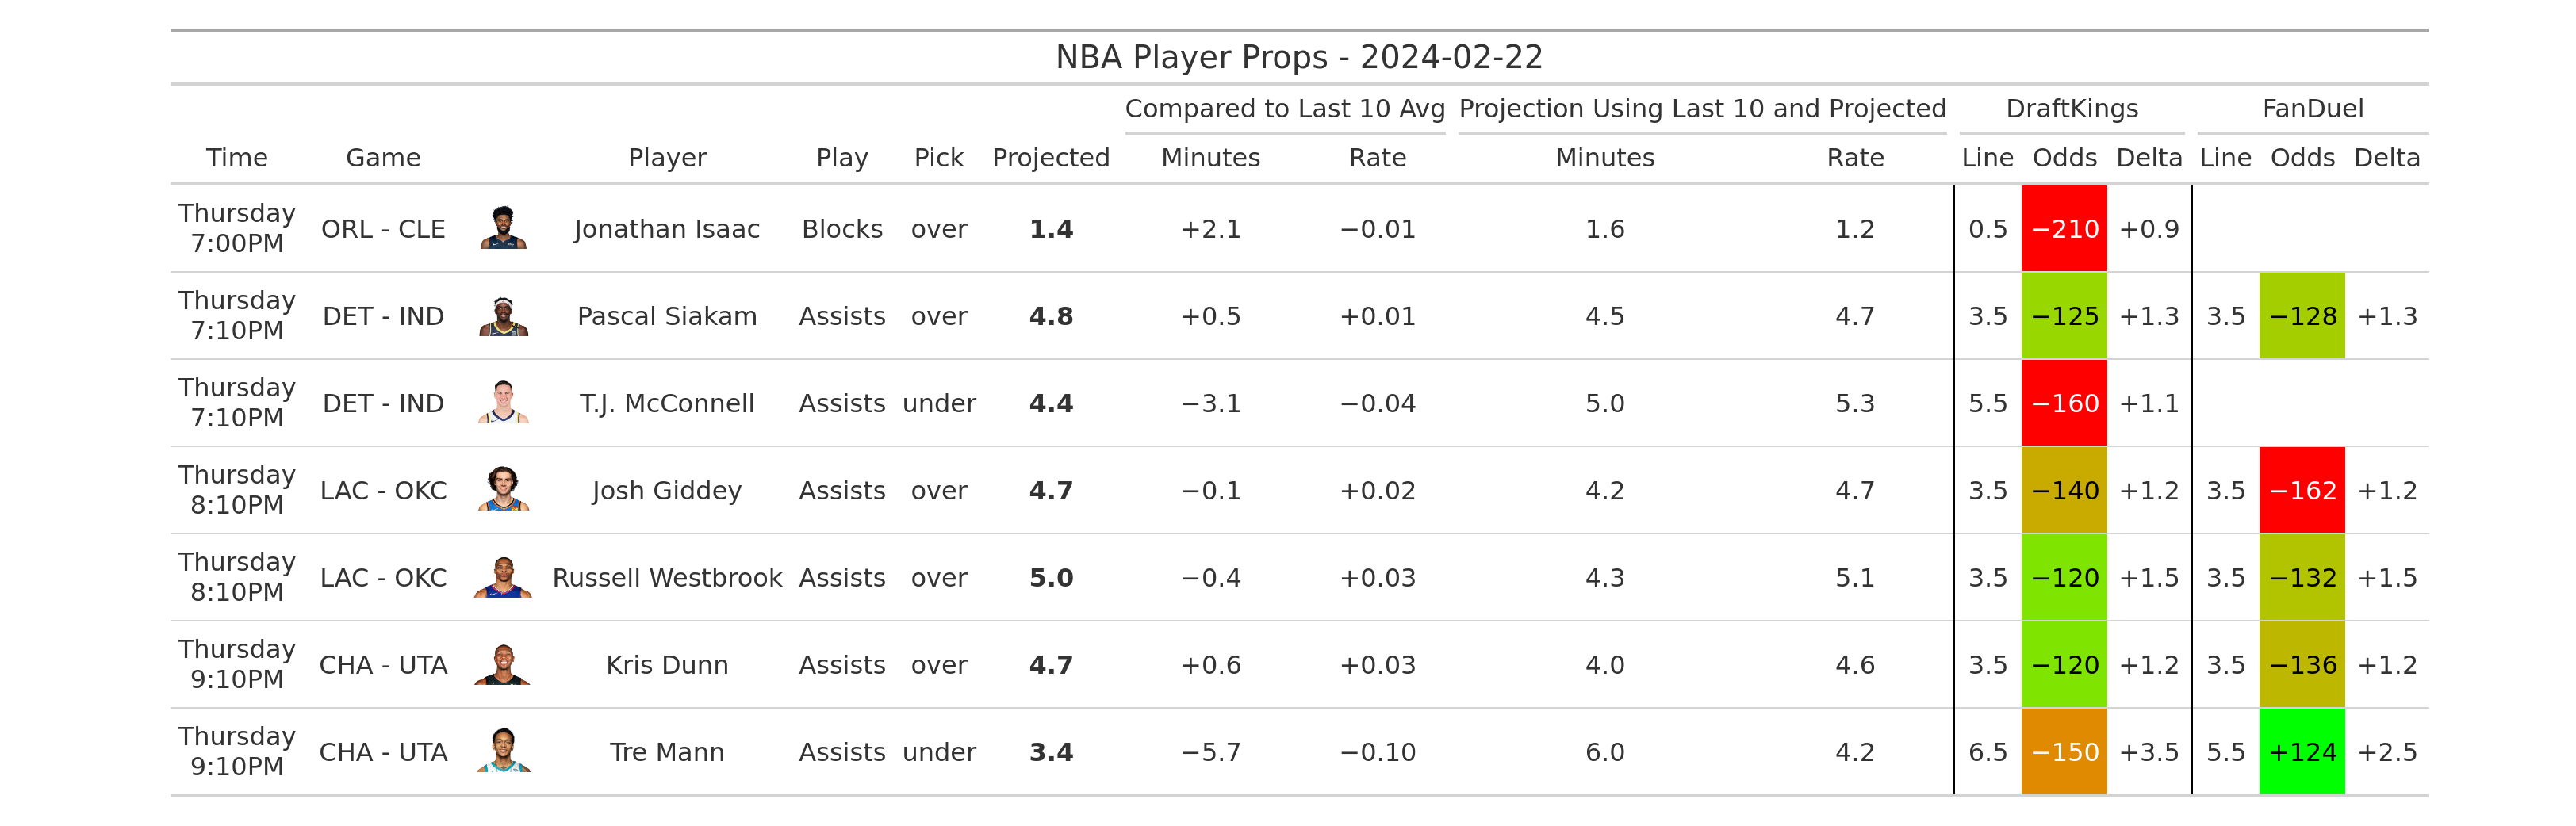 NBA Player Props - 2024-02-22
Compared to Last 10 Avg Projection Using Last 10 and Projected DraftKings FanDuel
Time Game Player Play Pick Projected Minutes Rate Minutes Rate Line Odds Delta Line Odds Delta
Thursday
7:00PM ORL - CLE Jonathan Isaac Blocks over 1.4 +2.1 −0.01 1.6 1.2 0.5 −210 +0.9
Thursday
7:10PM DET - IND Pascal Siakam Assists over 4.8 +0.5 +0.01 4.5 4.7 3.5 −125 +1.3 3.5 −128 +1.3
Thursday
7:10PM DET - IND T.J. McConnell Assists under 4.4 −3.1 −0.04 5.0 5.3 5.5 −160 +1.1
Thursday
8:10PM LAC - OKC Josh Giddey Assists over 4.7 −0.1 +0.02 4.2 4.7 3.5 −140 +1.2 3.5 −162 +1.2
Thursday
8:10PM LAC - OKC Russell Westbrook Assists over 5.0 −0.4 +0.03 4.3 5.1 3.5 −120 +1.5 3.5 −132 +1.5
Thursday
9:10PM CHA - UTA Kris Dunn Assists over 4.7 +0.6 +0.03 4.0 4.6 3.5 −120 +1.2 3.5 −136 +1.2
Thursday
9:10PM CHA - UTA Tre Mann Assists under 3.4 −5.7 −0.10 6.0 4.2 6.5 −150 +3.5 5.5 +124 +2.5